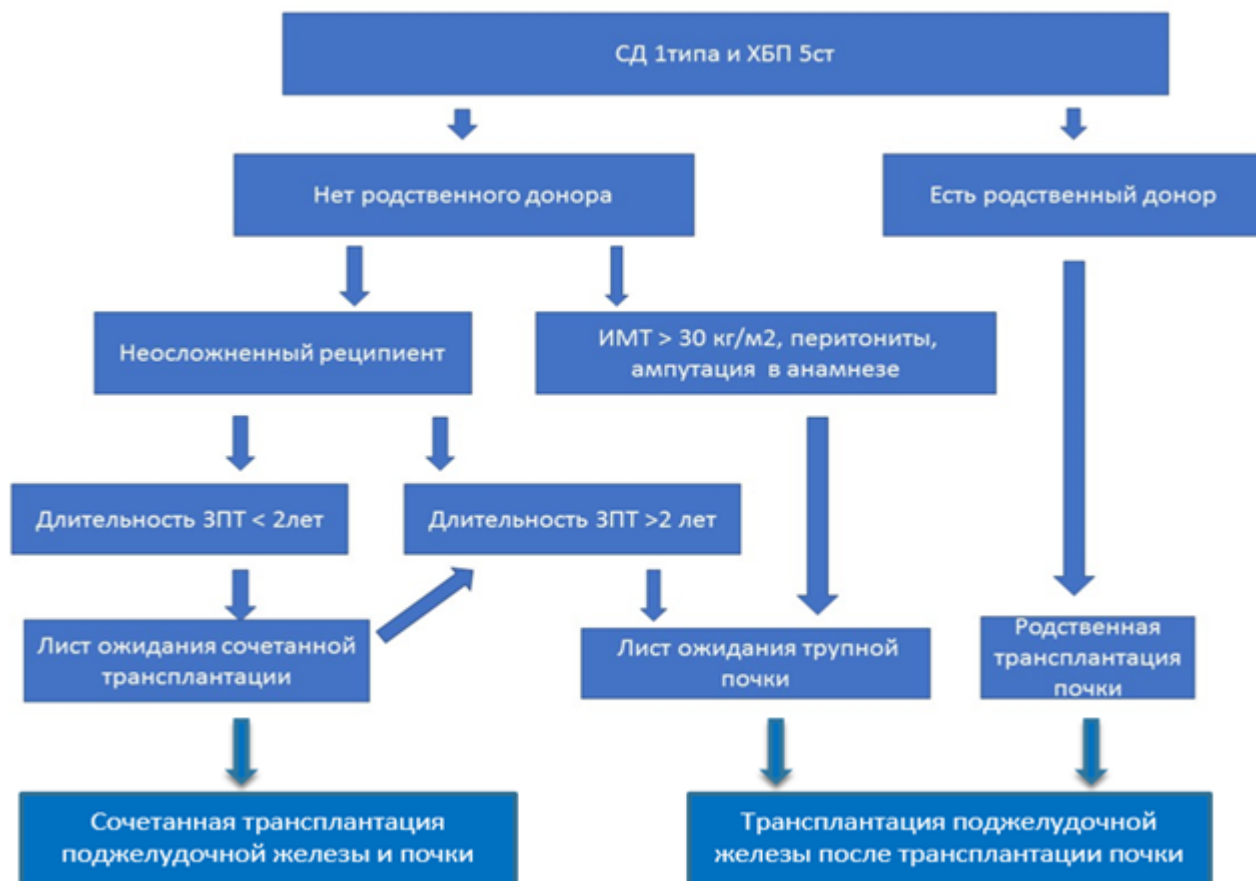 СД 1типа и ХБП 5ст
Нет родственного донора
Есть родственный донор
Неосложненный реципиент
ИМТ > 30 кг/м2, перитониты,
ампутация в анамнезе
Длительность ЗПТ < 2лет
Длительность ЗПТ >2 лет
Лист ожидания сочетанной
трансплантации
Лист ожидания трупной
почки
Родственная
трансплантация
почки
Сочетанная трансплантация
поджелудочной железы и почки
Трансплантация поджелудочной
железы после трансплантации почки